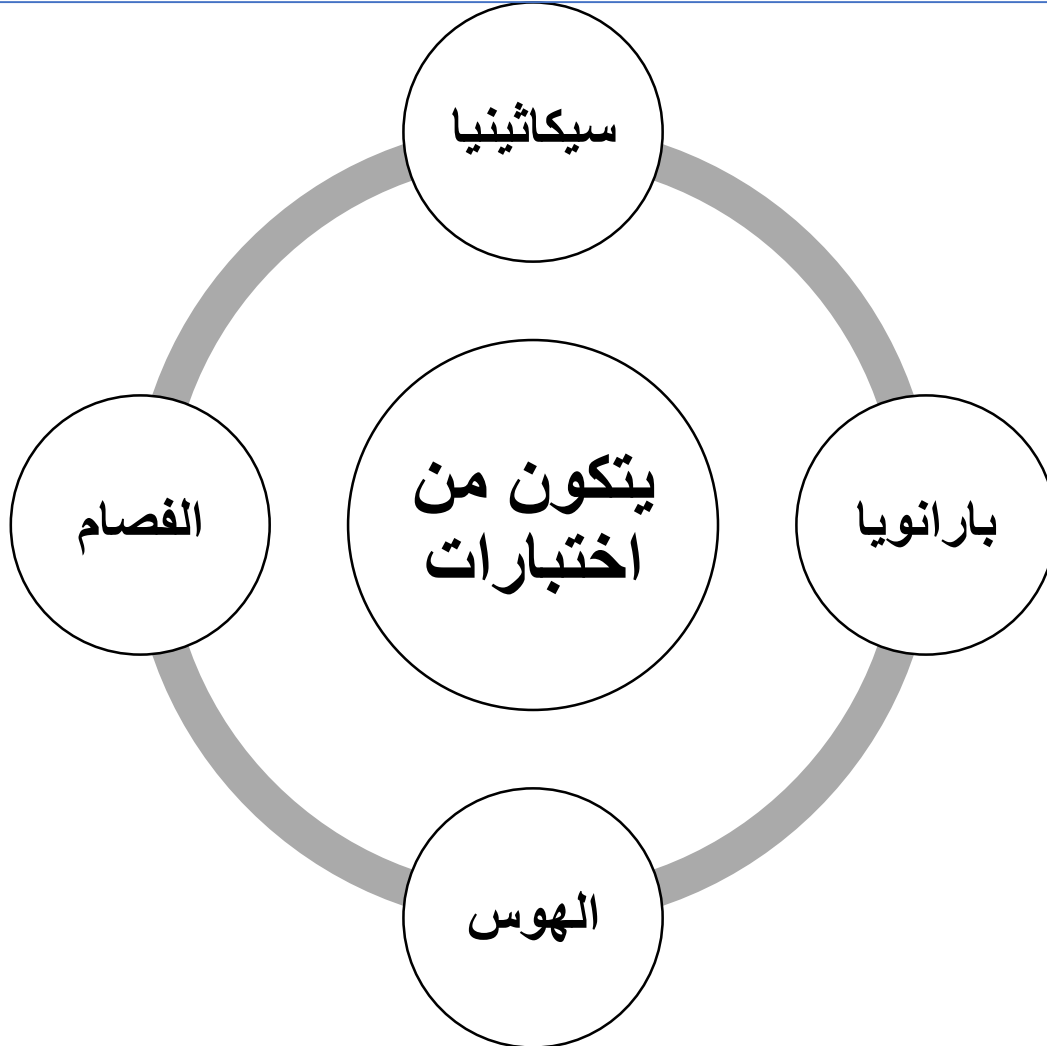 سيكاثينيا
يتكون من
اختبارات
بارانويا
الهوس
الفصام